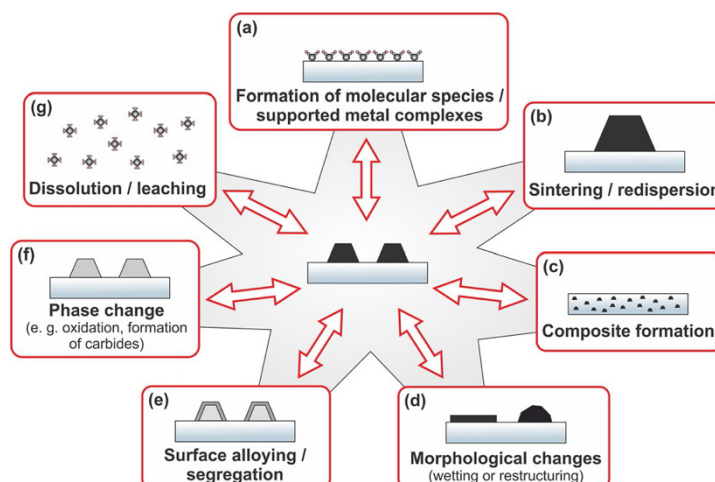 (a)
Formation of molecular species /
supported metal complexes
(b)
Sintering / redispersion
(c)
Composite formation
(d)
Morphological changes
(wetting or restructuring)
(e)
Surface alloying /
segregation
(f)
Phase change
(e. g. oxidation, formation
of carbides)
(g)
Dissolution / leaching